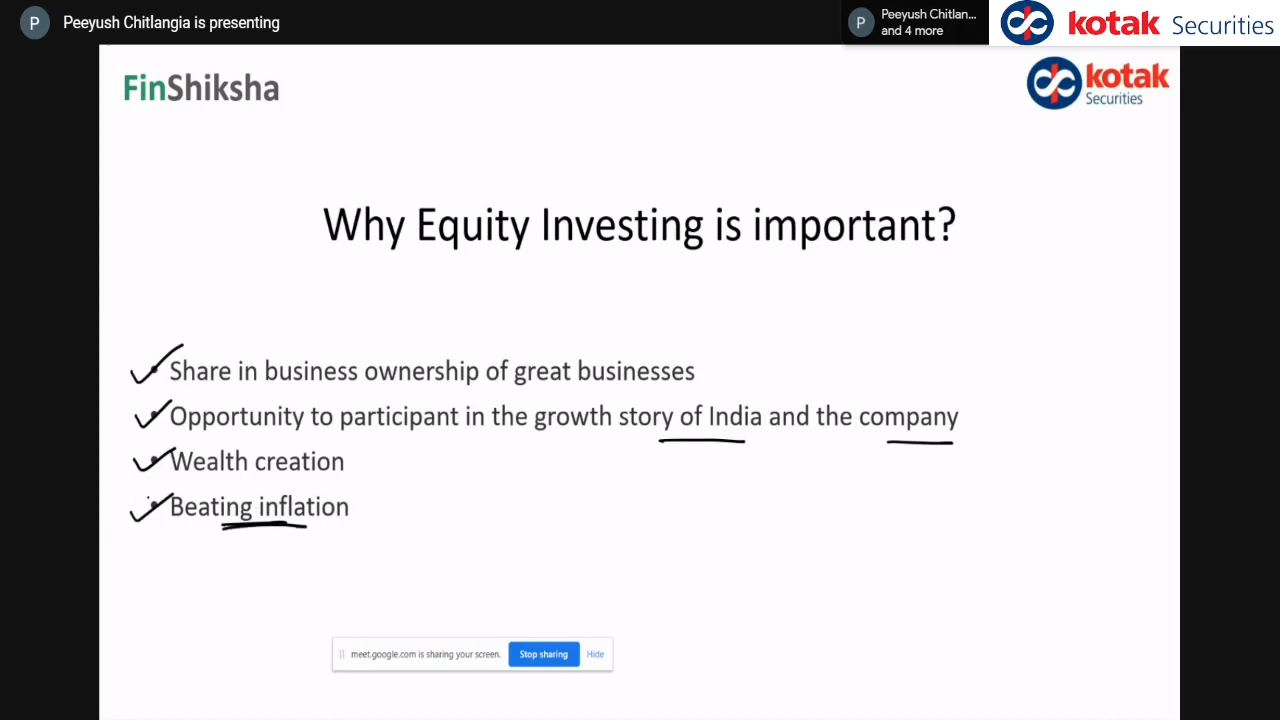 P Peeyush Chitlangia is presenting
P Peeyush Chitlan...
and 4 more
kotak Securities
FinShiksha
kotak
Securities
Why Equity Investing is important?
• Share in business ownership of great businesses
• Opportunity to participant in the growth story of India and the company
• Wealth creation
• Beating inflation
meet.google.com is sharing your screen. Stop sharing Hide